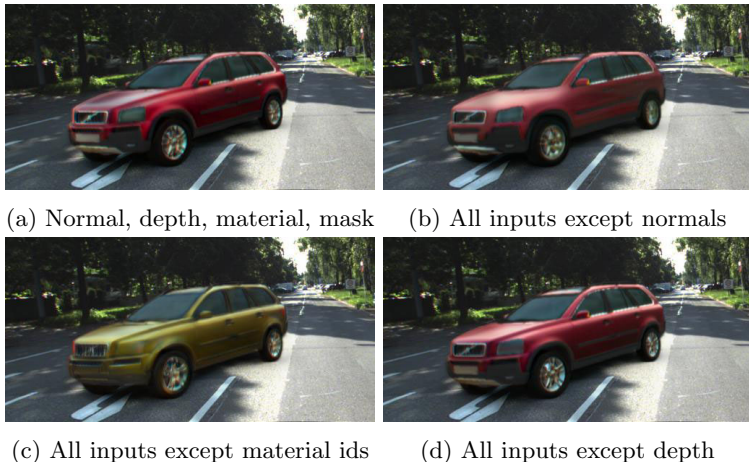 (a) Normal, depth, material, mask
(b) All inputs except normals
(c) All inputs except material ids
(d) All inputs except depth